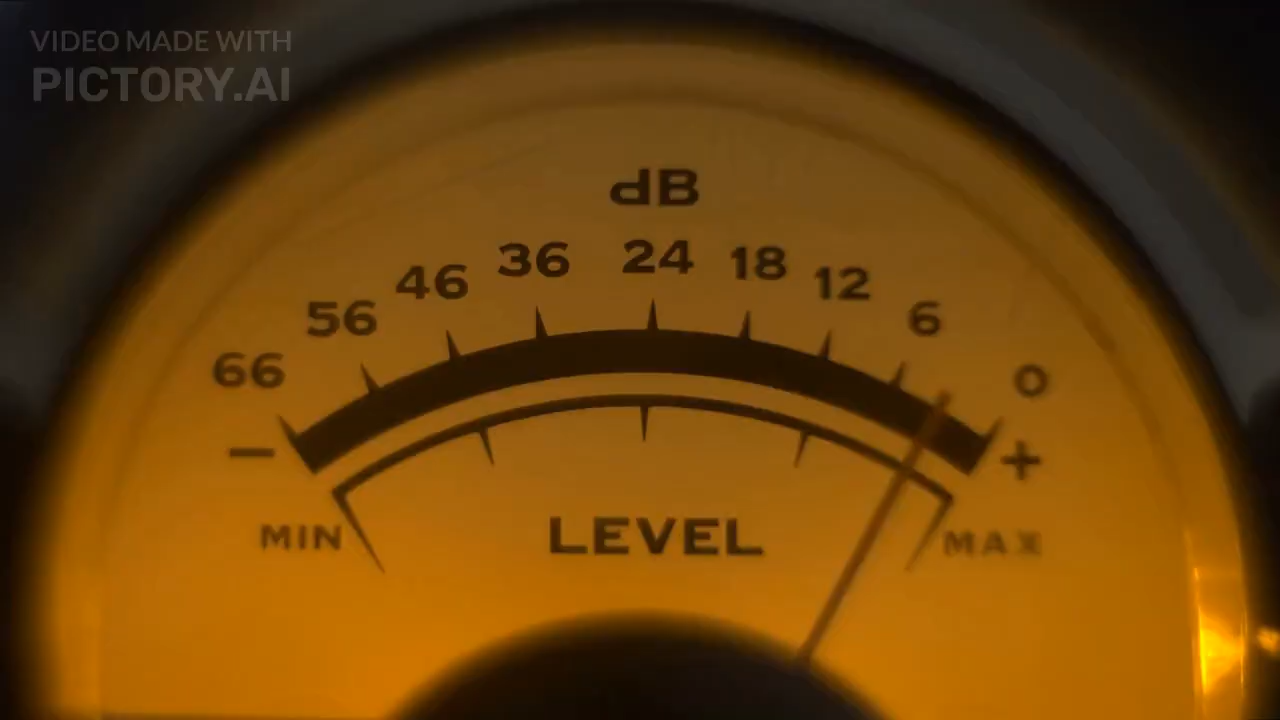 VIDEO MADE WITH
PICTORY.AI
dB
66 56 46 36 24 18 12 6 0
− +
MIN LEVEL MAX